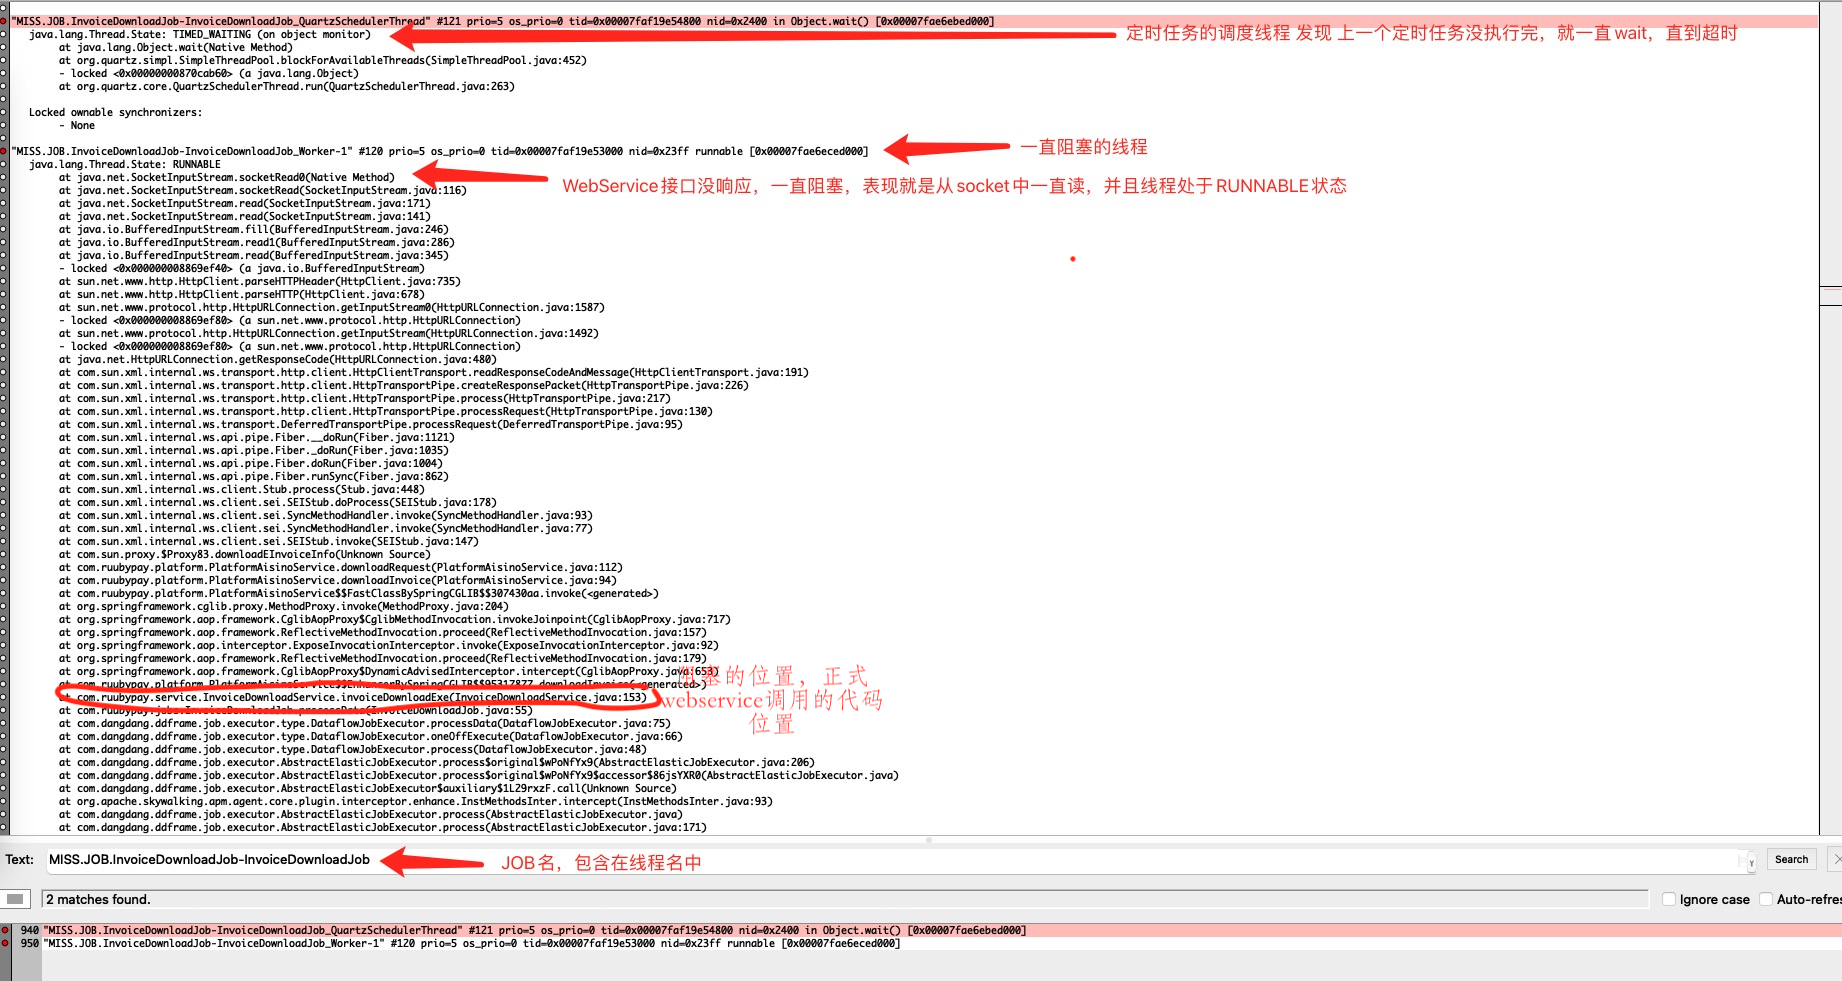 "MISS.JOB.InvoiceDownloadJob-InvoiceDownloadJob_QuartzSchedulerThread" #121 prio=5 os_prio=0 tid=0x00007faf19e54800 nid=0x2400 in Object.wait() [0x00007fae6ebed000]
java.lang.Thread.State: TIMED_WAITING (on object monitor)
定时任务的调度线程 发现 上一个定时任务没执行完，就一直wait，直到超时
at java.lang.Object.wait(Native Method)
at org.quartz.simpl.SimpleThreadPool.blockForAvailableThreads(SimpleThreadPool.java:452)
- locked <0x00000000870cab60> (a java.lang.Object)
at org.quartz.core.QuartzSchedulerThread.run(QuartzSchedulerThread.java:263)
Locked ownable synchronizers:
- None
"MISS.JOB.InvoiceDownloadJob-InvoiceDownloadJob_Worker-1" #120 prio=5 os_prio=0 tid=0x00007faf19e53000 nid=0x23ff runnable [0x00007fae6eced000]
一直阻塞的线程
java.lang.Thread.State: RUNNABLE
at java.net.SocketInputStream.socketRead0(Native Method)
WebService接口没响应，一直阻塞，表现就是从socket中一直读，并且线程处于RUNNABLE状态
at java.net.SocketInputStream.socketRead(SocketInputStream.java:116)
at java.net.SocketInputStream.read(SocketInputStream.java:171)
at java.net.SocketInputStream.read(SocketInputStream.java:141)
at java.io.BufferedInputStream.fill(BufferedInputStream.java:246)
at java.io.BufferedInputStream.read1(BufferedInputStream.java:286)
at java.io.BufferedInputStream.read(BufferedInputStream.java:345)
- locked <0x000000008869ef40> (a java.io.BufferedInputStream)
at sun.net.www.http.HttpClient.parseHTTPHeader(HttpClient.java:735)
at sun.net.www.http.HttpClient.parseHTTP(HttpClient.java:678)
at sun.net.www.protocol.http.HttpURLConnection.getInputStream0(HttpURLConnection.java:1587)
- locked <0x000000008869ef80> (a sun.net.www.protocol.http.HttpURLConnection)
at sun.net.www.protocol.http.HttpURLConnection.getInputStream(HttpURLConnection.java:1492)
- locked <0x000000008869ef80> (a sun.net.www.protocol.http.HttpURLConnection)
at java.net.HttpURLConnection.getResponseCode(HttpURLConnection.java:480)
at com.sun.xml.internal.ws.transport.http.client.HttpClientTransport.readResponseCodeAndMessage(HttpClientTransport.java:191)
at com.sun.xml.internal.ws.transport.http.client.HttpTransportPipe.createResponsePacket(HttpTransportPipe.java:226)
at com.sun.xml.internal.ws.transport.http.client.HttpTransportPipe.process(HttpTransportPipe.java:217)
at com.sun.xml.internal.ws.transport.http.client.HttpTransportPipe.processRequest(HttpTransportPipe.java:130)
at com.sun.xml.internal.ws.transport.DeferredTransportPipe.processRequest(DeferredTransportPipe.java:95)
at com.sun.xml.internal.ws.api.pipe.Fiber.__doRun(Fiber.java:1121)
at com.sun.xml.internal.ws.api.pipe.Fiber._doRun(Fiber.java:1035)
at com.sun.xml.internal.ws.api.pipe.Fiber.doRun(Fiber.java:1004)
at com.sun.xml.internal.ws.api.pipe.Fiber.runSync(Fiber.java:862)
at com.sun.xml.internal.ws.client.Stub.process(Stub.java:448)
at com.sun.xml.internal.ws.client.sei.SEIStub.doProcess(SEIStub.java:178)
at com.sun.xml.internal.ws.client.sei.SyncMethodHandler.invoke(SyncMethodHandler.java:93)
at com.sun.xml.internal.ws.client.sei.SyncMethodHandler.invoke(SyncMethodHandler.java:77)
at com.sun.xml.internal.ws.client.sei.SEIStub.invoke(SEIStub.java:147)
at com.sun.proxy.$Proxy83.downloadEInvoiceInfo(Unknown Source)
at com.ruubypay.platform.PlatformAisinoService.downloadRequest(PlatformAisinoService.java:112)
at com.ruubypay.platform.PlatformAisinoService.downloadInvoice(PlatformAisinoService.java:94)
at com.ruubypay.platform.PlatformAisinoService$$FastClassBySpringCGLIB$$307430aa.invoke(<generated>)
at org.springframework.cglib.proxy.MethodProxy.invoke(MethodProxy.java:204)
at org.springframework.aop.framework.CglibAopProxy$CglibMethodInvocation.invokeJoinpoint(CglibAopProxy.java:717)
at org.springframework.aop.framework.ReflectiveMethodInvocation.proceed(ReflectiveMethodInvocation.java:157)
at org.springframework.aop.interceptor.ExposeInvocationInterceptor.invoke(ExposeInvocationInterceptor.java:92)
at org.springframework.aop.framework.ReflectiveMethodInvocation.proceed(ReflectiveMethodInvocation.java:179)
at org.springframework.aop.framework.CglibAopProxy$DynamicAdvisedInterceptor.intercept(CglibAopProxy.java:653)
阻塞的位置，正式
webservice调用的代码
位置
at com.ruubypay.service.InvoiceDownloadService.invoiceDownloadExe(InvoiceDownloadService.java:153)
at com.ruubypay.jobs.InvoiceDownloadJob.processData(InvoiceDownloadJob.java:55)
at com.dangdang.ddframe.job.executor.type.DataflowJobExecutor.processData(DataflowJobExecutor.java:75)
at com.dangdang.ddframe.job.executor.type.DataflowJobExecutor.oneOffExecute(DataflowJobExecutor.java:66)
at com.dangdang.ddframe.job.executor.type.DataflowJobExecutor.process(DataflowJobExecutor.java:48)
at com.dangdang.ddframe.job.executor.AbstractElasticJobExecutor.process$original$wPoNfYx9(AbstractElasticJobExecutor.java:206)
at com.dangdang.ddframe.job.executor.AbstractElasticJobExecutor.process$original$wPoNfYx9$accessor$86jsYXR0(AbstractElasticJobExecutor.java)
at com.dangdang.ddframe.job.executor.AbstractElasticJobExecutor$auxiliary$1L29rxzF.call(Unknown Source)
at org.apache.skywalking.apm.agent.core.plugin.interceptor.enhance.InstMethodsInter.intercept(InstMethodsInter.java:93)
at com.dangdang.ddframe.job.executor.AbstractElasticJobExecutor.process(AbstractElasticJobExecutor.java)
at com.dangdang.ddframe.job.executor.AbstractElasticJobExecutor.process(AbstractElasticJobExecutor.java:171)
Text: MISS.JOB.InvoiceDownloadJob-InvoiceDownloadJob
JOB名，包含在线程名中
Search
2 matches found.
Ignore case
Auto-refres
940 "MISS.JOB.InvoiceDownloadJob-InvoiceDownloadJob_QuartzSchedulerThread" #121 prio=5 os_prio=0 tid=0x00007faf19e54800 nid=0x2400 in Object.wait() [0x00007fae6ebed000]
950 "MISS.JOB.InvoiceDownloadJob-InvoiceDownloadJob_Worker-1" #120 prio=5 os_prio=0 tid=0x00007faf19e53000 nid=0x23ff runnable [0x00007fae6eced000]